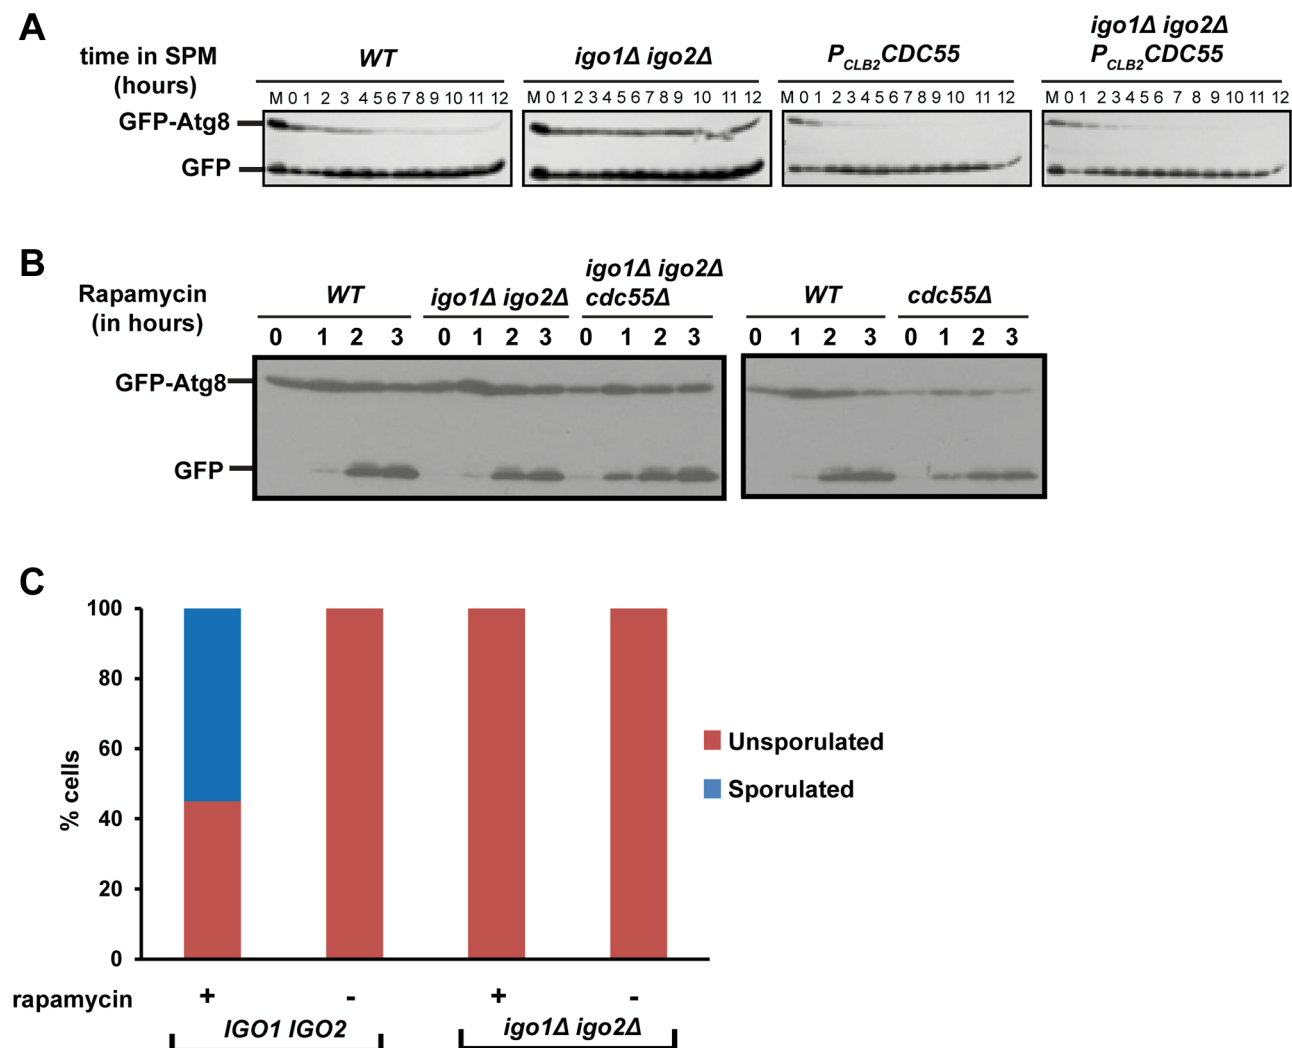 A
time in SPM
(hours)
WT
igo1Δ igo2Δ
P_CLB2 CDC55
igo1Δ igo2Δ
P_CLB2 CDC55
M 0 1 2 3 4 5 6 7 8 9 10 11 12
M 0 1 2 3 4 5 6 7 8 9 10 11 12
M 0 1 2 3 4 5 6 7 8 9 10 11 12
M 0 1 2 3 4 5 6 7 8 9 10 11 12
GFP-Atg8
GFP
B
Rapamycin
(in hours)
WT
igo1Δ igo2Δ
igo1Δ igo2Δ
cdc55Δ
WT
cdc55Δ
0 1 2 3 0 1 2 3 0 1 2 3
0 1 2 3 0 1 2 3
GFP-Atg8
GFP
C
100
80
60
40
20
0
% cells
Unsporulated
Sporulated
rapamycin + - + -
IGO1 IGO2
igo1Δ igo2Δ